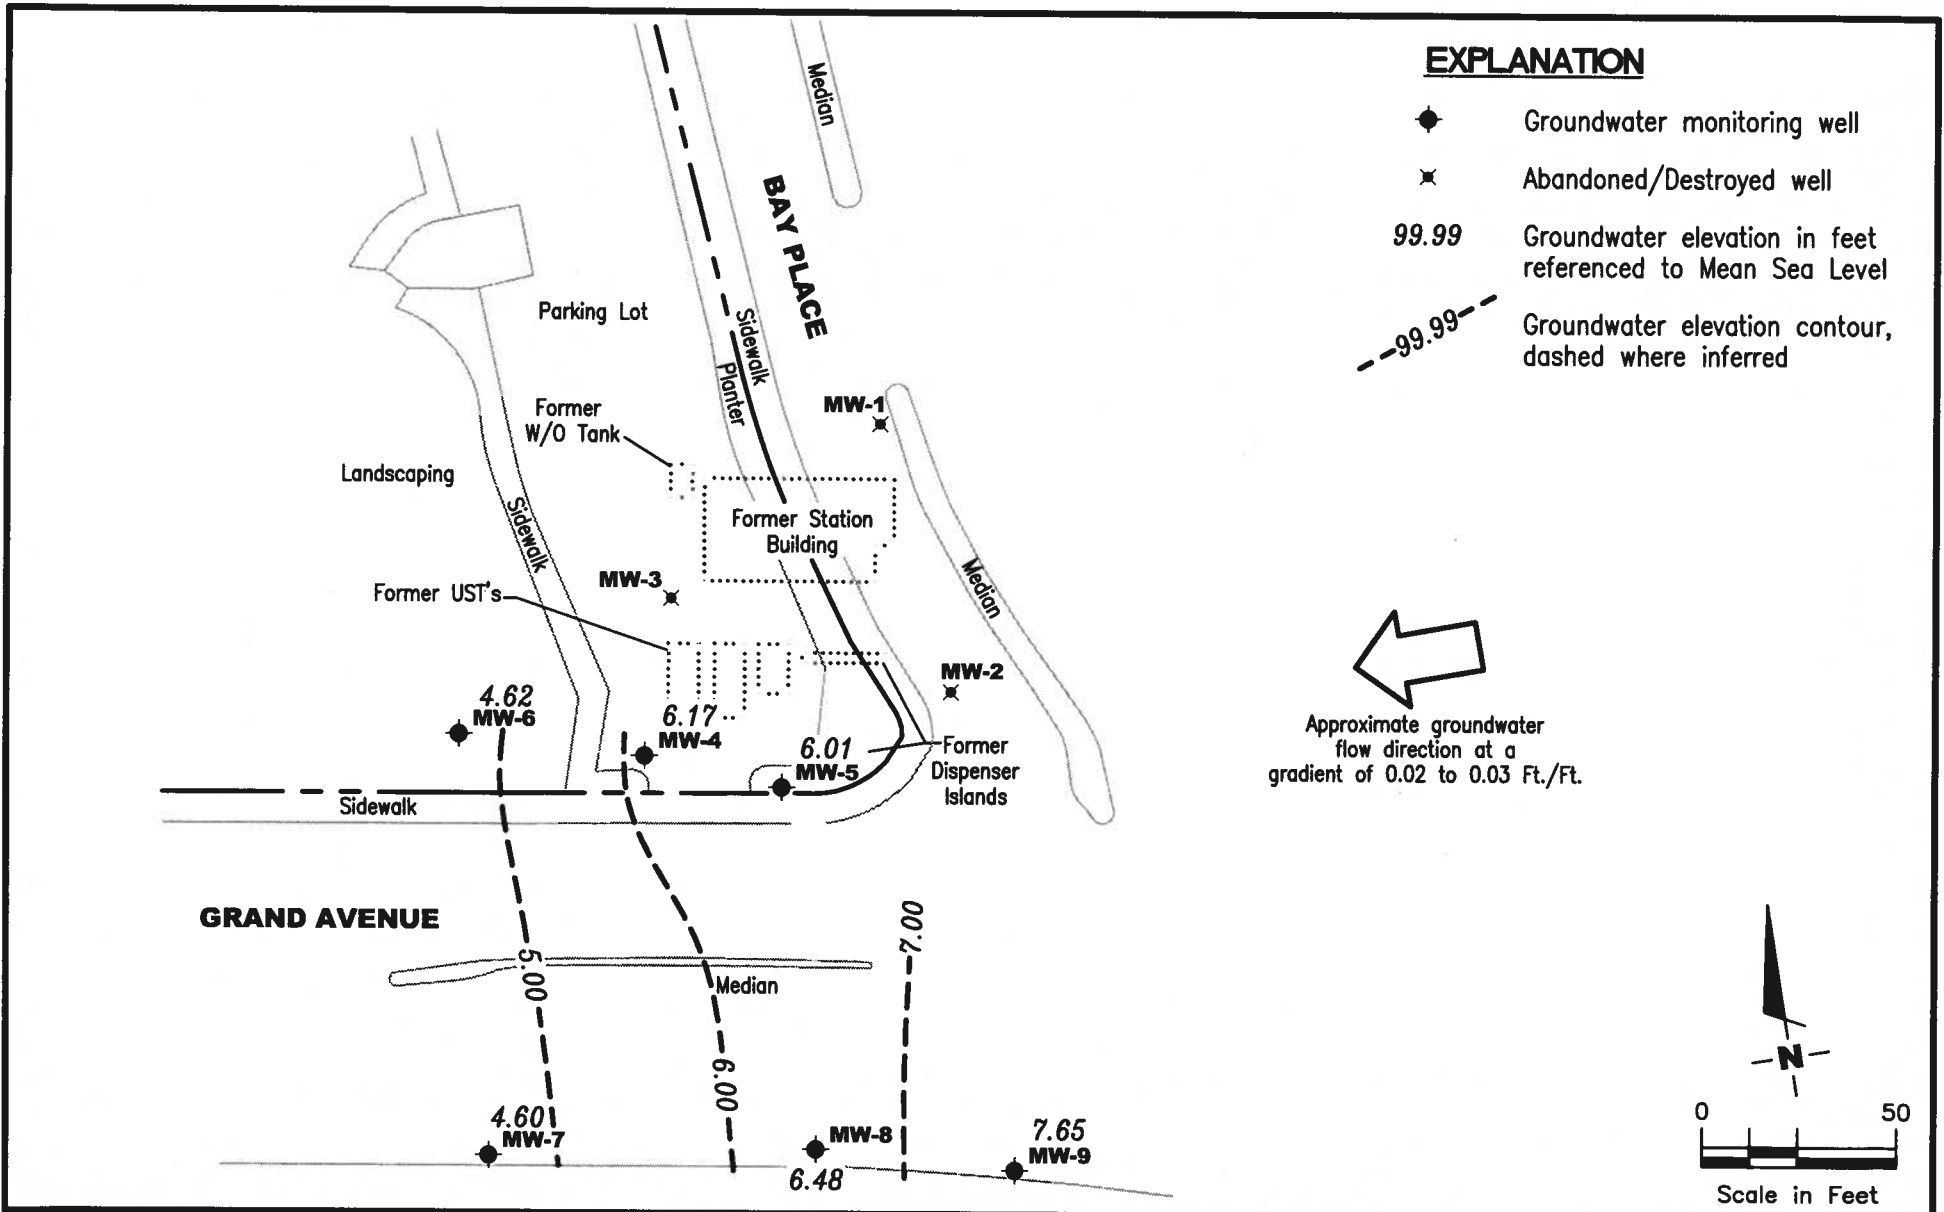 EXPLANATION
Groundwater monitoring well
Abandoned/Destroyed well
99.99
Groundwater elevation in feet
referenced to Mean Sea Level
99.99
Groundwater elevation contour,
dashed where inferred
Median
BAY PLACE
Sidewalk
Planter
Parking Lot
MW-1
Former
W/O Tank
Landscaping
Sidewalk
Former Station
Building
Median
MW-3
Former UST's
MW-2
4.62
MW-6
6.17
MW-4
6.01
MW-5
Former
Dispenser
Islands
Approximate groundwater
flow direction at a
gradient of 0.02 to 0.03 Ft./Ft.
Sidewalk
GRAND AVENUE
5.00
7.00
Median
6.00
4.60
MW-7
MW-8
6.48
7.65
MW-9
N
0 50
Scale in Feet